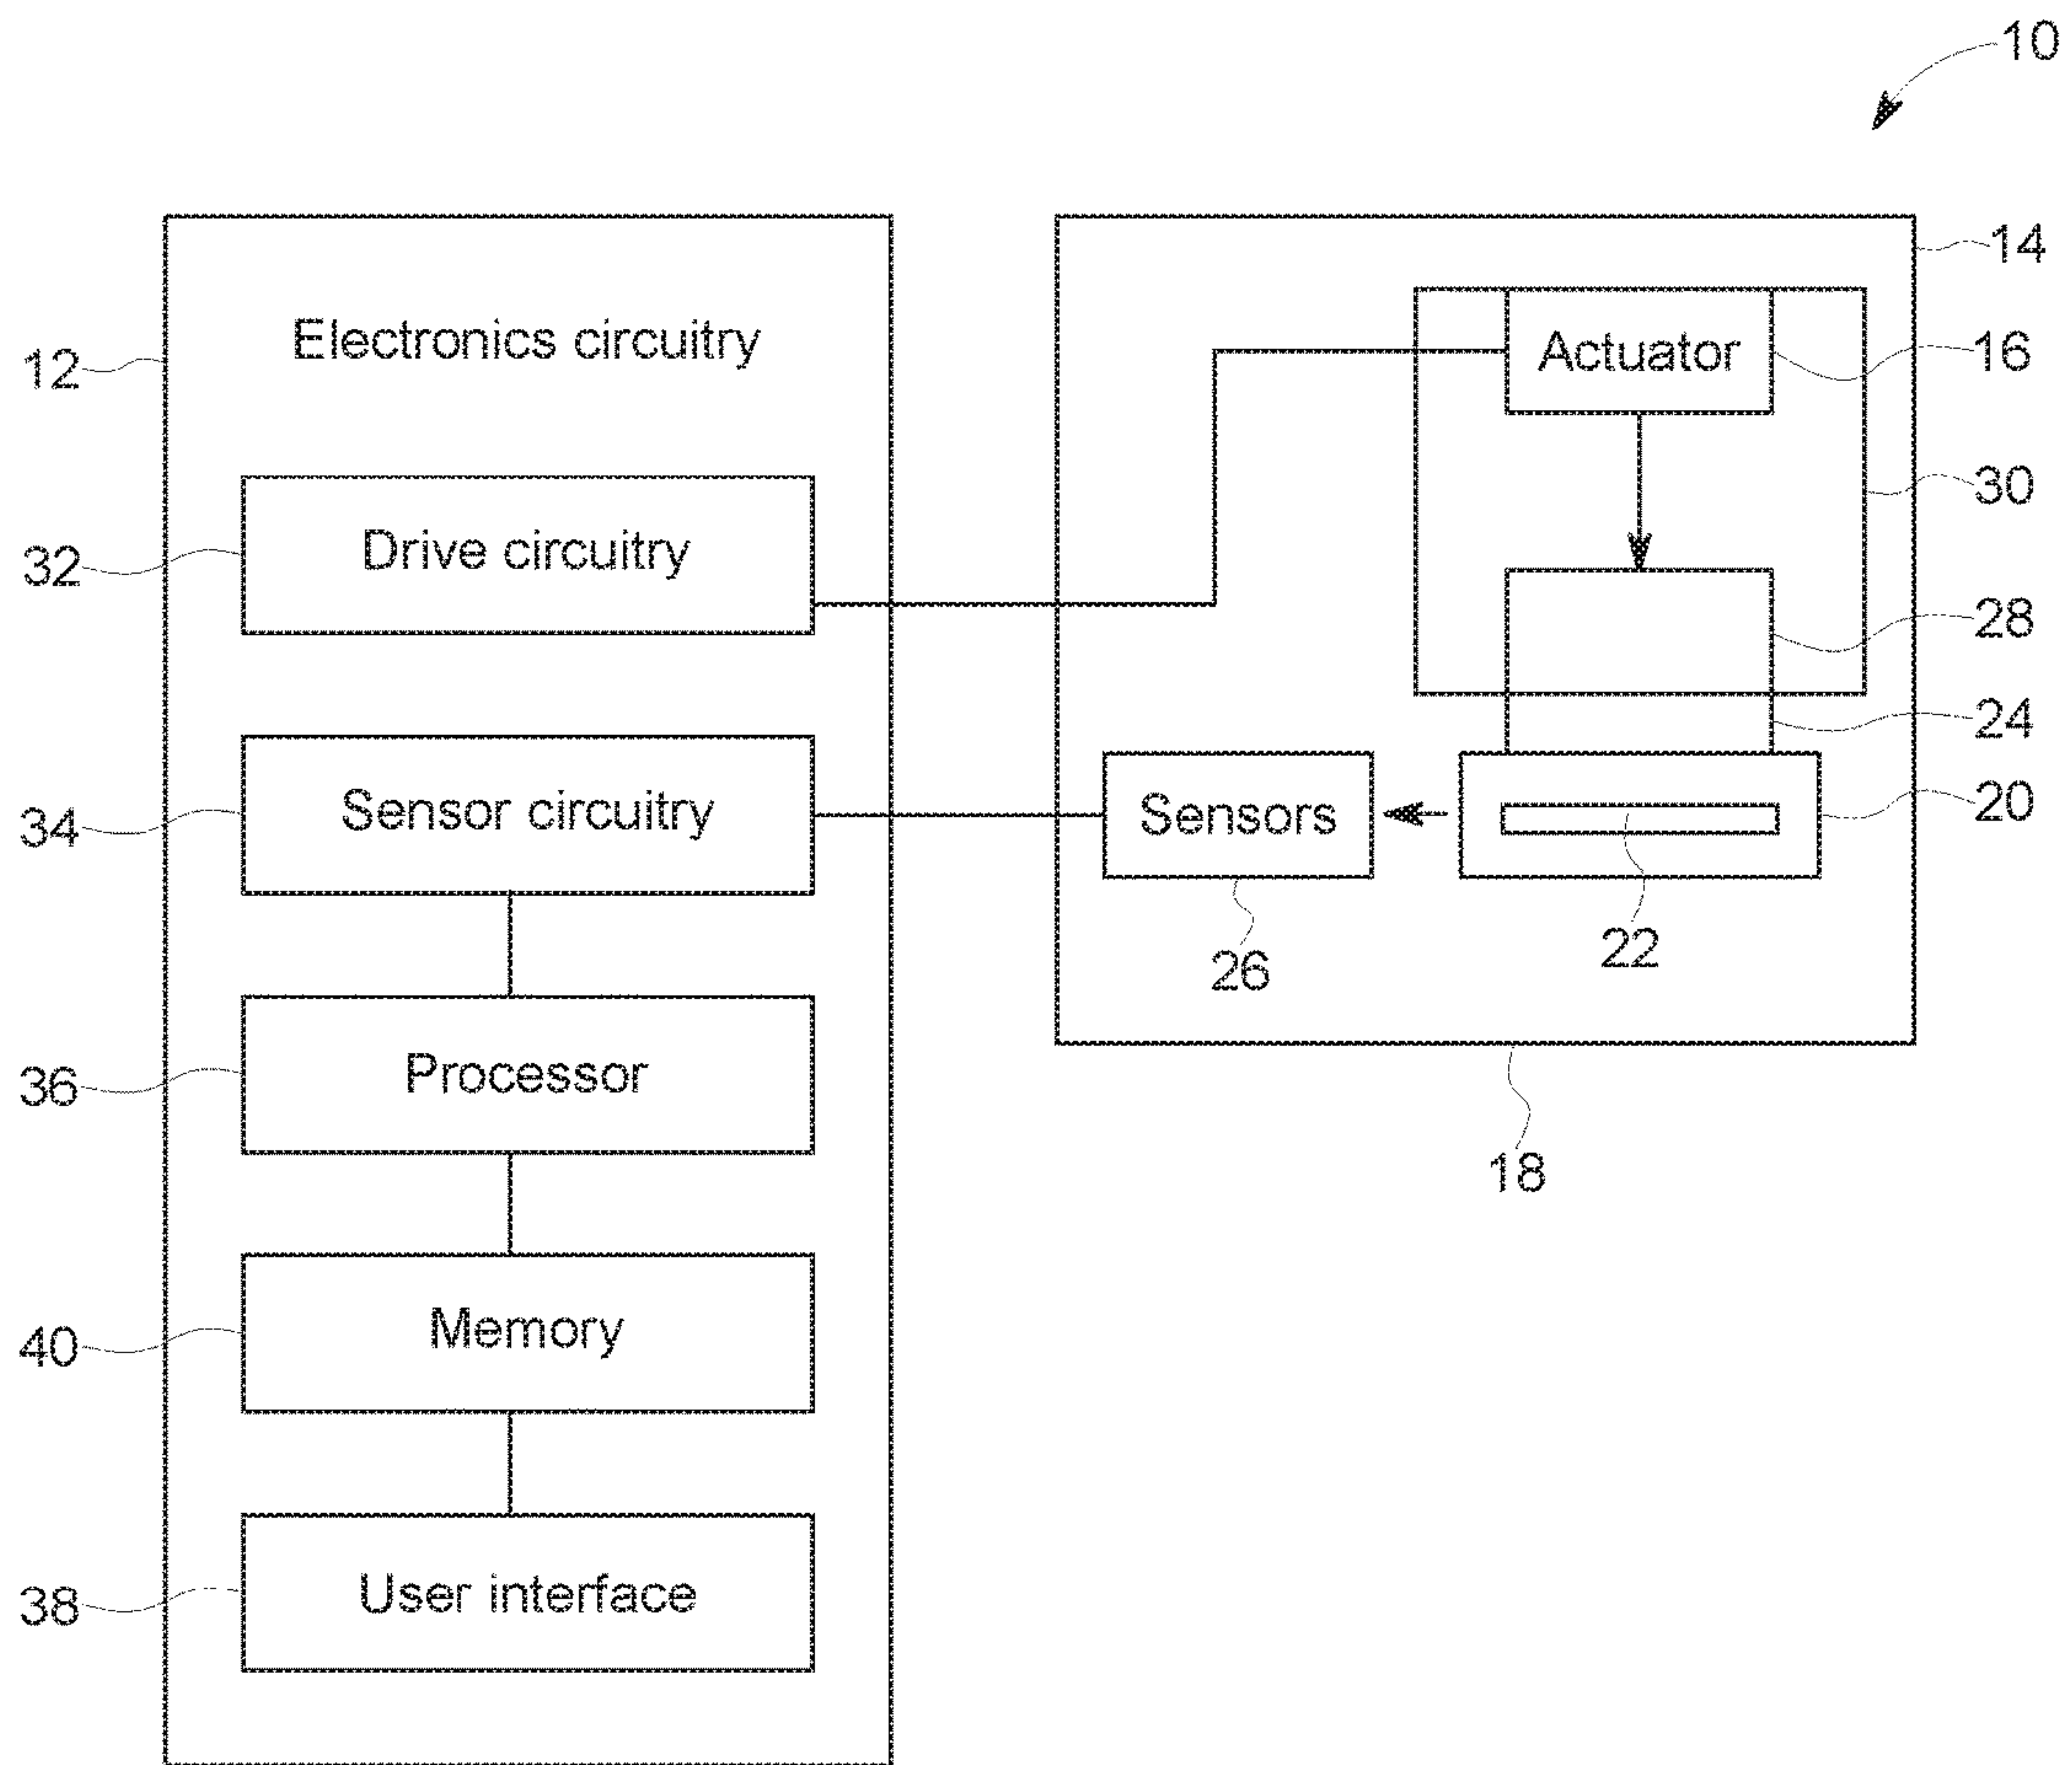 10
14
Electronics circuitry
12
Actuator
16
30
Drive circuitry
32
28
24
Sensor circuitry
34
Sensors
20
22
26
Processor
36
18
Memory
40
User interface
38